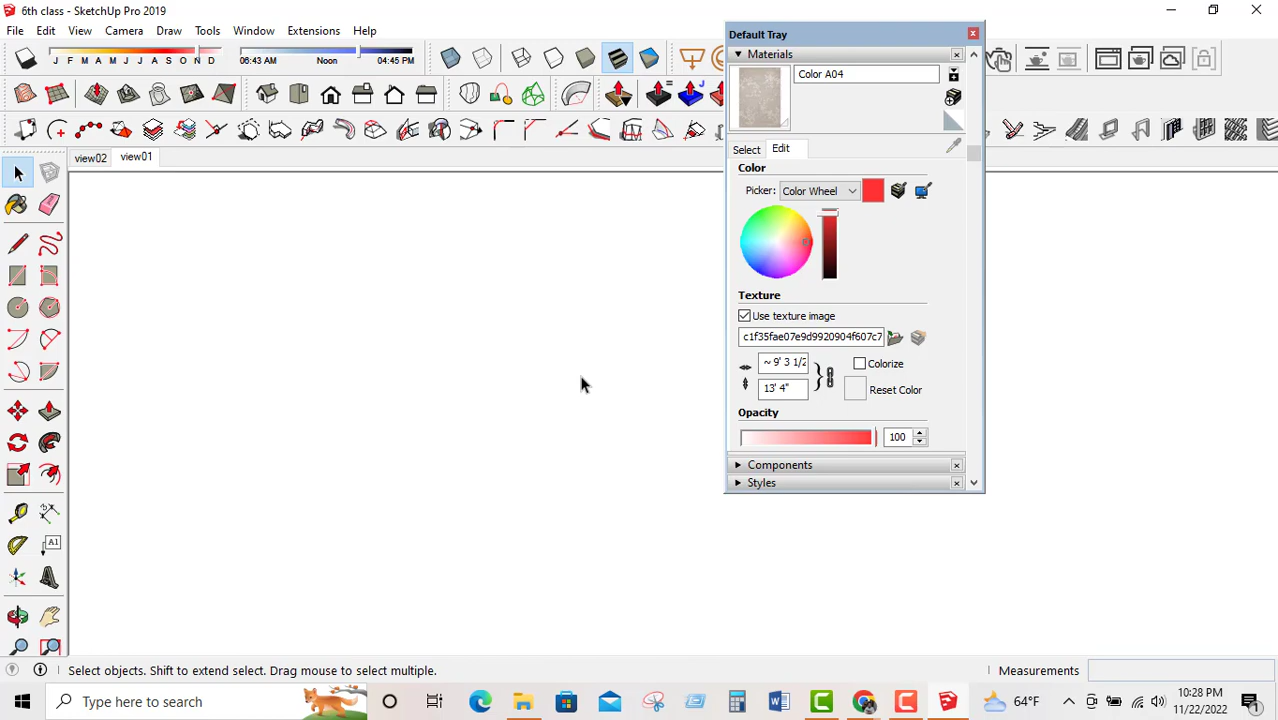 6th class - SketchUp Pro 2019
File Edit View Camera Draw Tools Window Extensions Help
J F M A M J J A S O N D
06:43 AM Noon 04:45 PM
view02 view01
Default Tray
Materials
Color A04
Select Edit
Color
Picker: Color Wheel
Texture
Use texture image
c1f35fae07e9d9920904f607c7
~ 9' 3 1/2
Colorize
13' 4"
Reset Color
Opacity
100
Components
Styles
A1
Select objects. Shift to extend select. Drag mouse to select multiple.
Measurements
Type here to search
64°F
10:28 PM
11/22/2022
1